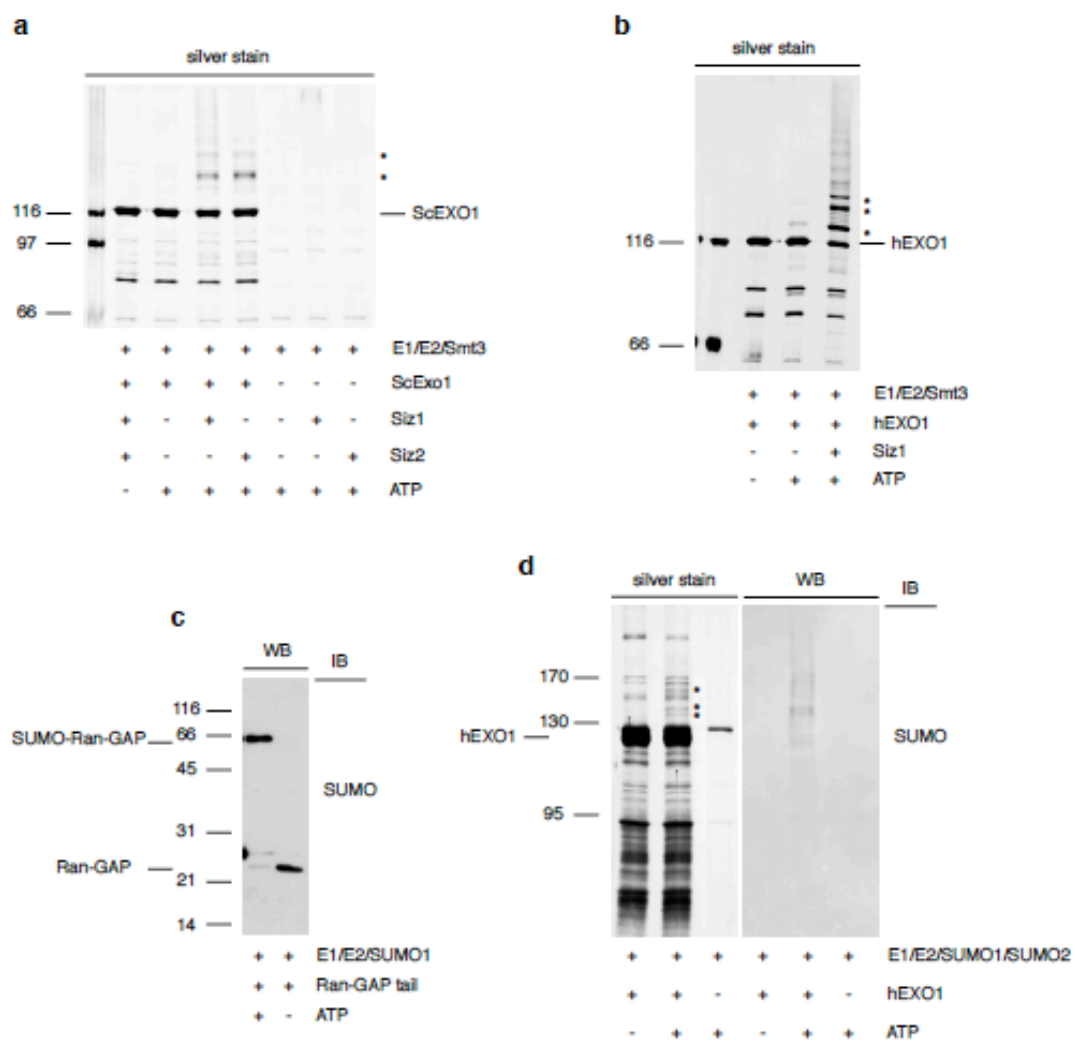 a
silver stain
*
*
116
ScEXO1
97
66
+ + + + + + + E1/E2/Smt3
+ + + + - - - ScExo1
+ - + - - + - Siz1
+ - - + - - + Siz2
- + + + + + + ATP
b
silver stain
*
*
*
116
hEXO1
66
+ + + E1/E2/Smt3
+ + + hEXO1
- - + Siz1
- + + ATP
c
WB
IB
116
SUMO-Ran-GAP
66
45
SUMO
31
Ran-GAP
21
14
+ + E1/E2/SUMO1
+ + Ran-GAP tail
+ - ATP
d
silver stain
WB
IB
170
*
*
*
130
hEXO1
SUMO
95
+ + + + + + E1/E2/SUMO1/SUMO2
+ + - + + - hEXO1
- + + - + + ATP